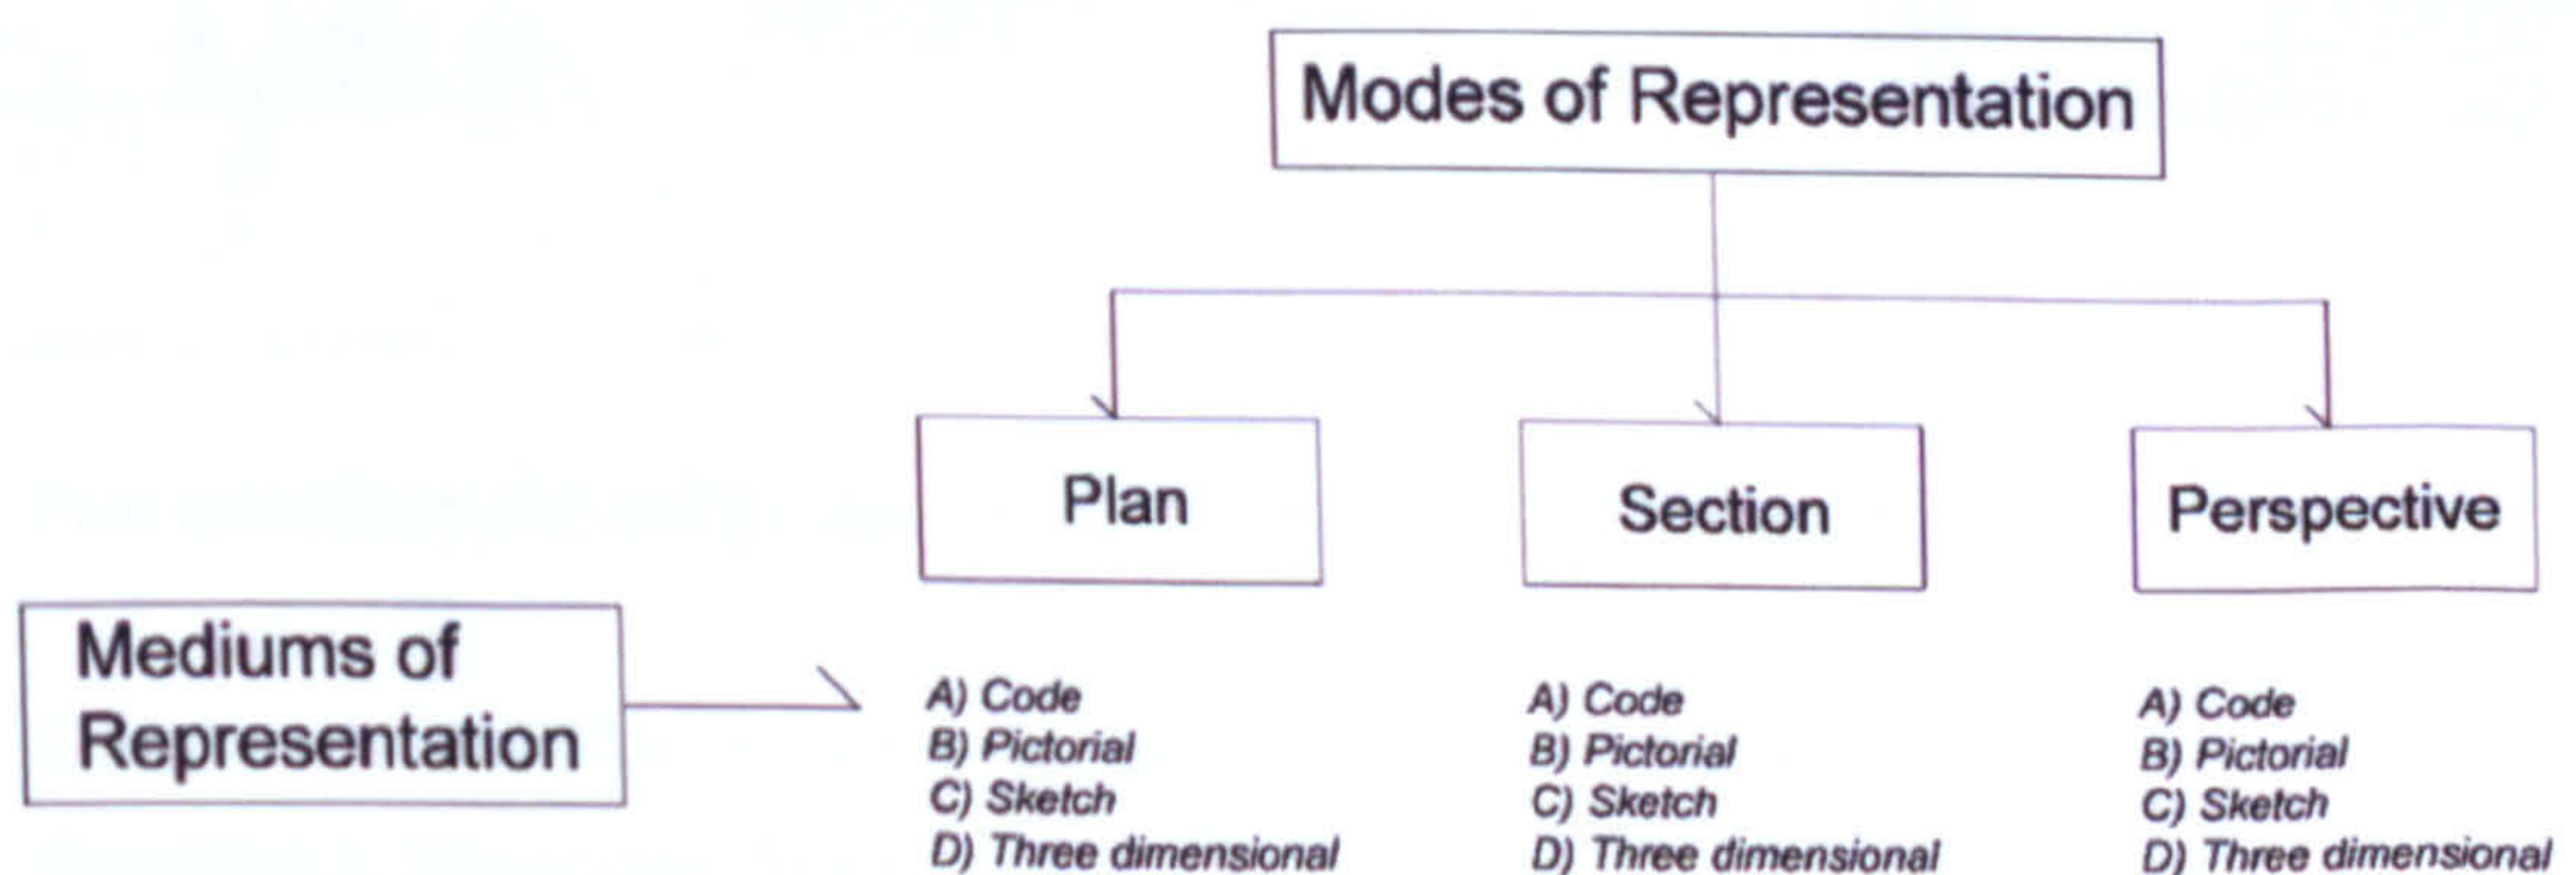 Modes of Representation
Plan
Section
Perspective
Mediums of
Representation
A) Code
B) Pictorial
C) Sketch
D) Three dimensional
A) Code
B) Pictorial
C) Sketch
D) Three dimensional
A) Code
B) Pictorial
C) Sketch
D) Three dimensional